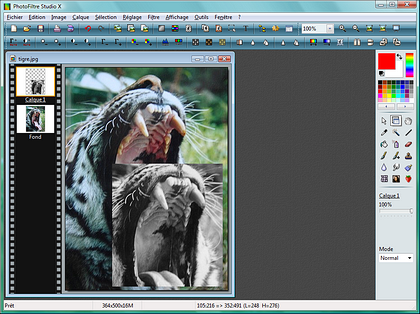 PhotoFiltre Studio X
Fichier Edition Image Calque Sélection Réglage Filtre Affichage Outils Fenêtre ?
100%
tigre.jpg
Calque 1
Fond
Calque 1
100%
Mode
Normal
Prêt 364x500x16M 105:216 => 352:491 (L=248 H=276)